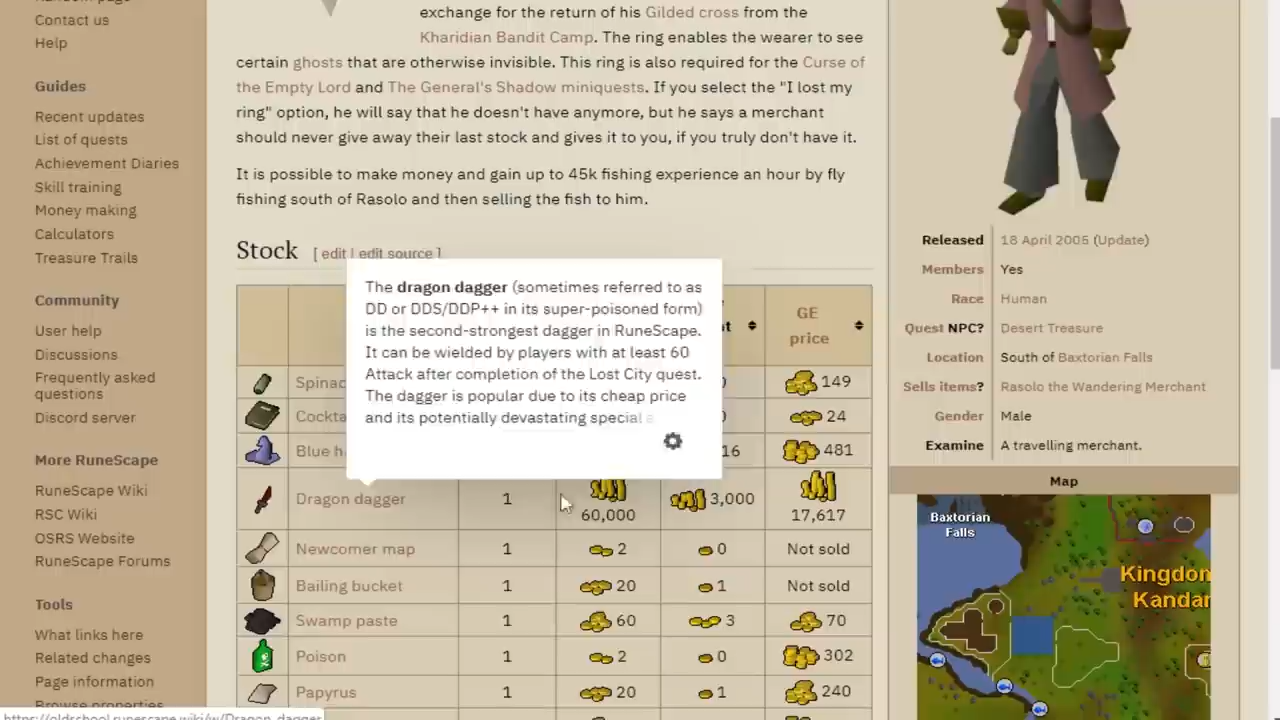 Contact us
Help
Guides
Recent updates
List of quests
Achievement Diaries
Skill training
Money making
Calculators
Treasure Trails
Community
User help
Discussions
Frequently asked
questions
Discord server
More RuneScape
RuneScape Wiki
RSC Wiki
OSRS Website
RuneScape Forums
Tools
What links here
Related changes
Page information
Browse properties
https://oldschool.runescape.wiki/w/Dragon_dagger
exchange for the return of his Gilded cross from the
Kharidian Bandit Camp. The ring enables the wearer to see
certain ghosts that are otherwise invisible. This ring is also required for the Curse of
the Empty Lord and The General's Shadow miniquests. If you select the "I lost my
ring" option, he will say that he doesn't have anymore, but he says a merchant
should never give away their last stock and gives it to you, if you truly don't have it.
It is possible to make money and gain up to 45k fishing experience an hour by fly
fishing south of Rasolo and then selling the fish to him.
Stock [ edit | edit source ]
The dragon dagger (sometimes referred to as
DD or DDS/DDP++ in its super-poisoned form)
is the second-strongest dagger in RuneScape.
It can be wielded by players with at least 60
Attack after completion of the Lost City quest.
The dagger is popular due to its cheap price
and its potentially devastating special a
GE
price
Spinac 149
Cockta 24
Blue h 16 481
Dragon dagger 1 60,000 3,000 17,617
Newcomer map 1 2 0 Not sold
Bailing bucket 1 20 1 Not sold
Swamp paste 1 60 3 70
Poison 1 2 0 302
Papyrus 1 20 1 240
Released 18 April 2005 (Update)
Members Yes
Race Human
Quest NPC? Desert Treasure
Location South of Baxtorian Falls
Sells items? Rasolo the Wandering Merchant
Gender Male
Examine A travelling merchant.
Map
Baxtorian
Falls
Kingdon
Kandar